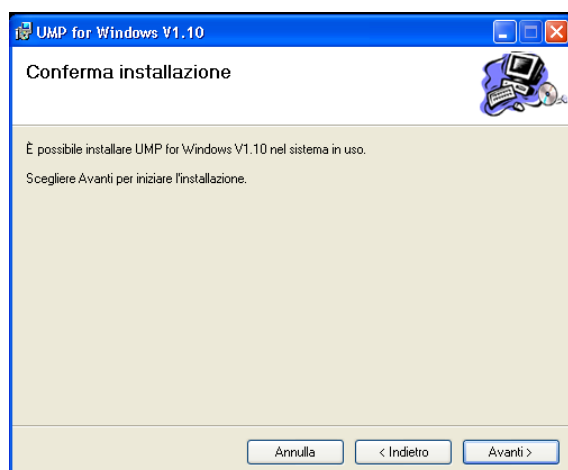 UMP for Windows V1.10
Conferma installazione
È possibile installare UMP for Windows V1.10 nel sistema in uso.
Scegliere Avanti per iniziare l'installazione.
Annulla
< Indietro
Avanti >